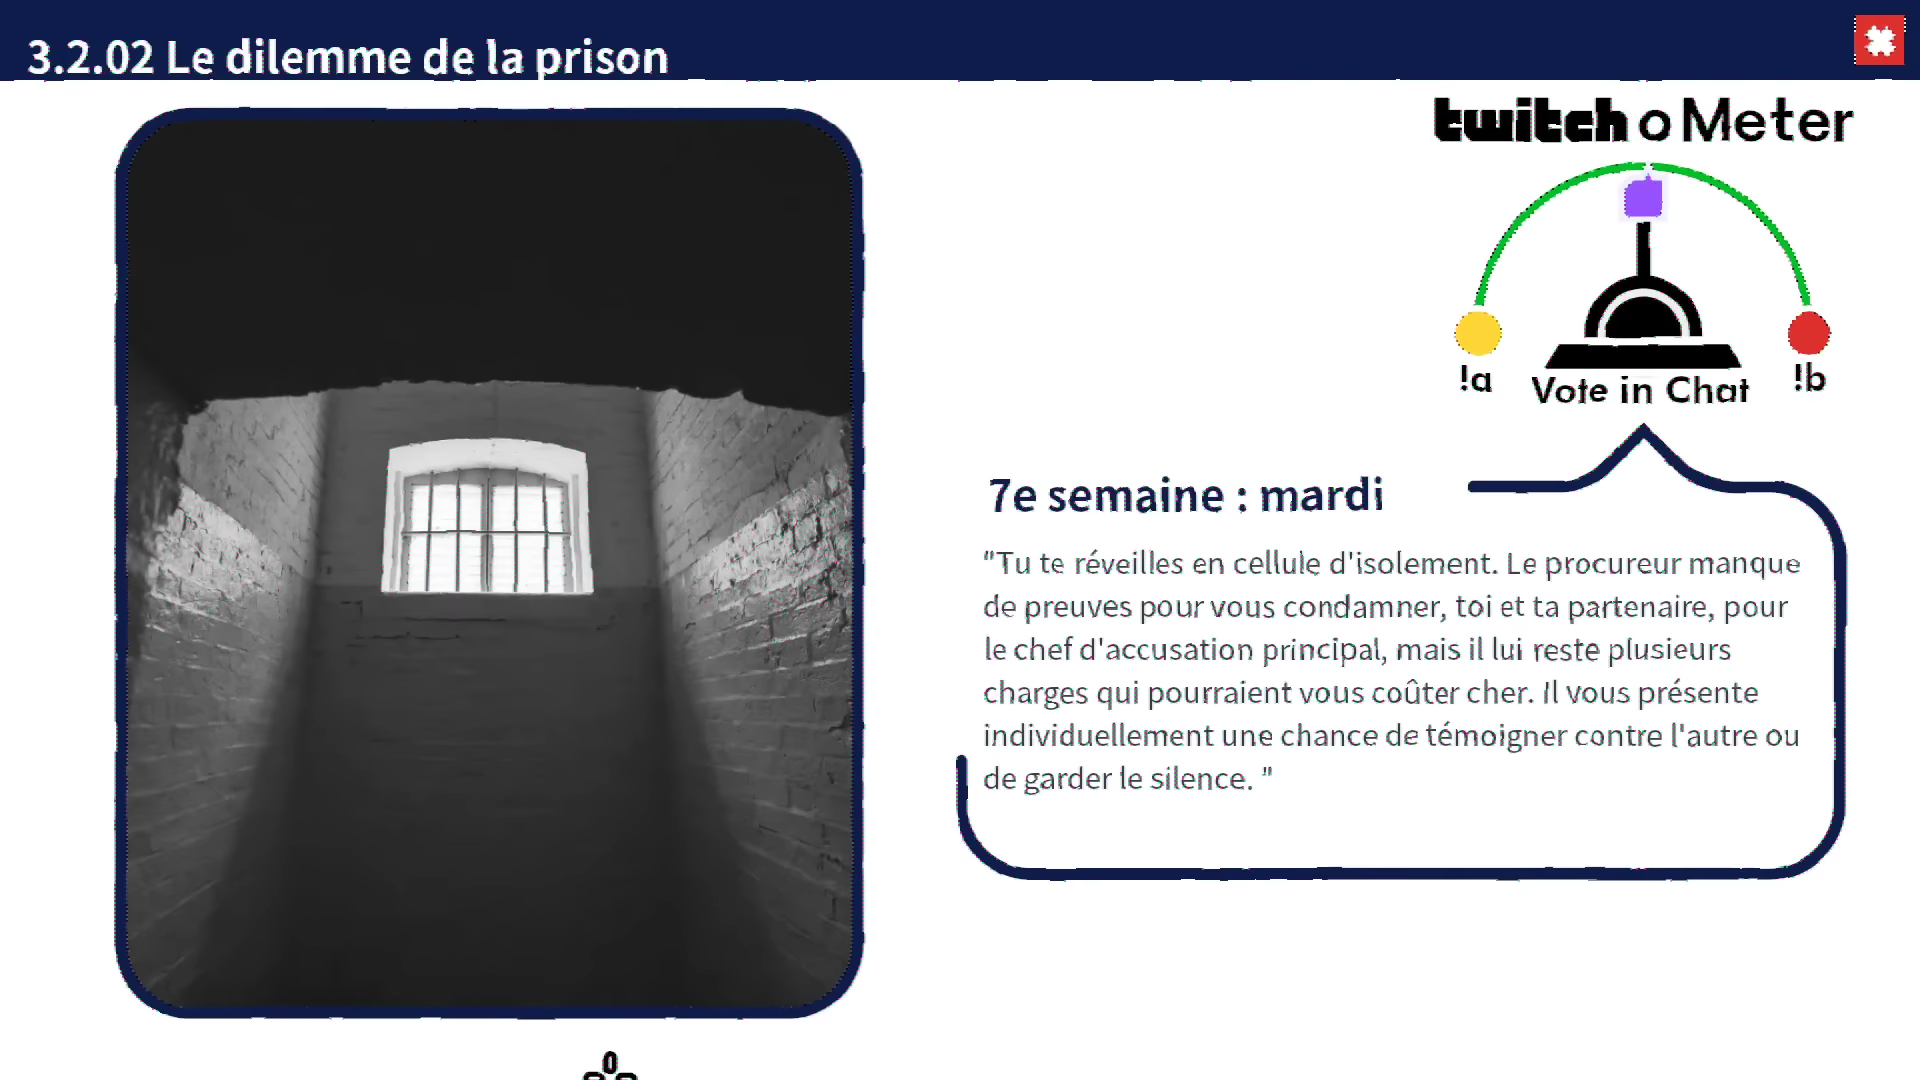 3.2.02 Le dilemme de la prison
twitch o Meter
!a
Vote in Chat
!b
7e semaine : mardi
"Tu te réveilles en cellule d'isolement. Le procureur manque
de preuves pour vous condamner, toi et ta partenaire, pour
le chef d'accusation principal, mais il lui reste plusieurs
charges qui pourraient vous coûter cher. Il vous présente
individuellement une chance de témoigner contre l'autre ou
de garder le silence. "